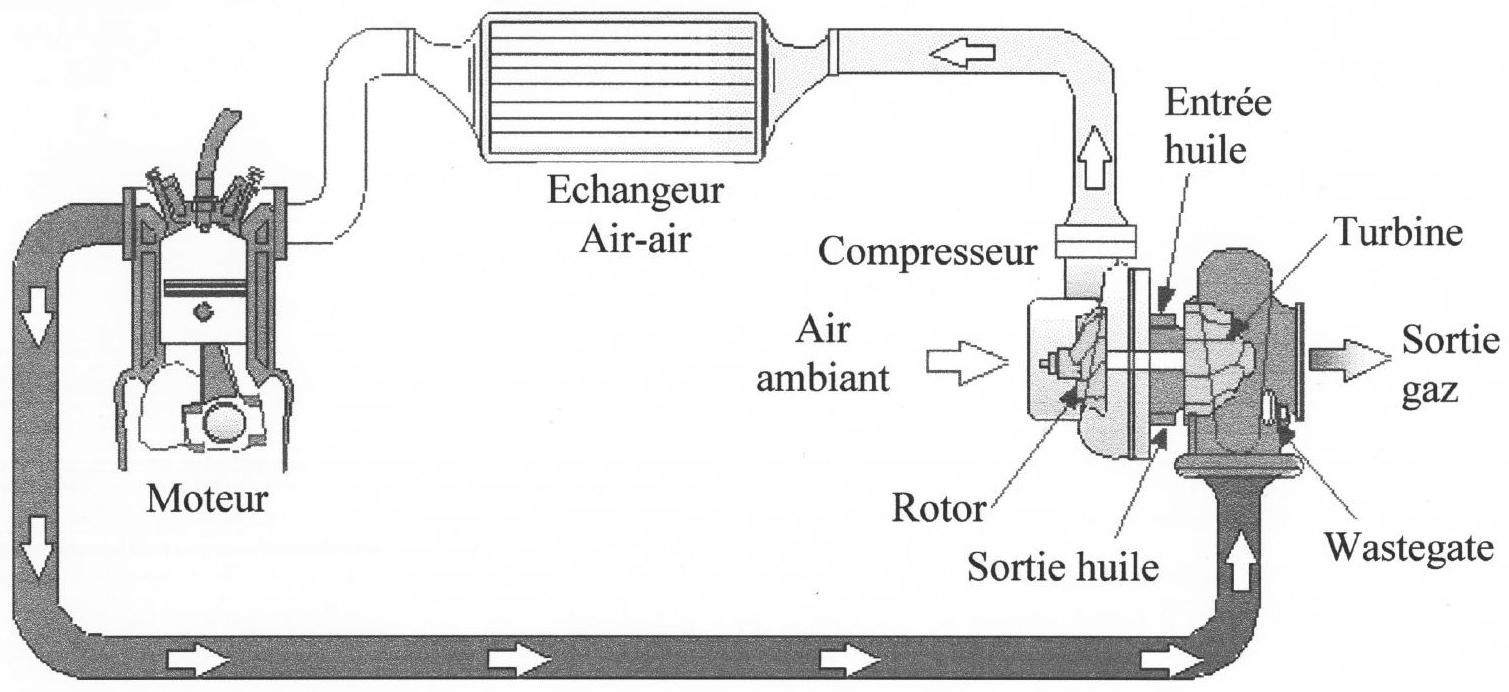 Entrée
huile
Echangeur
Air-air
Compresseur
Turbine
Air
ambiant
Sortie
gaz
Moteur
Rotor
Sortie huile
Wastegate